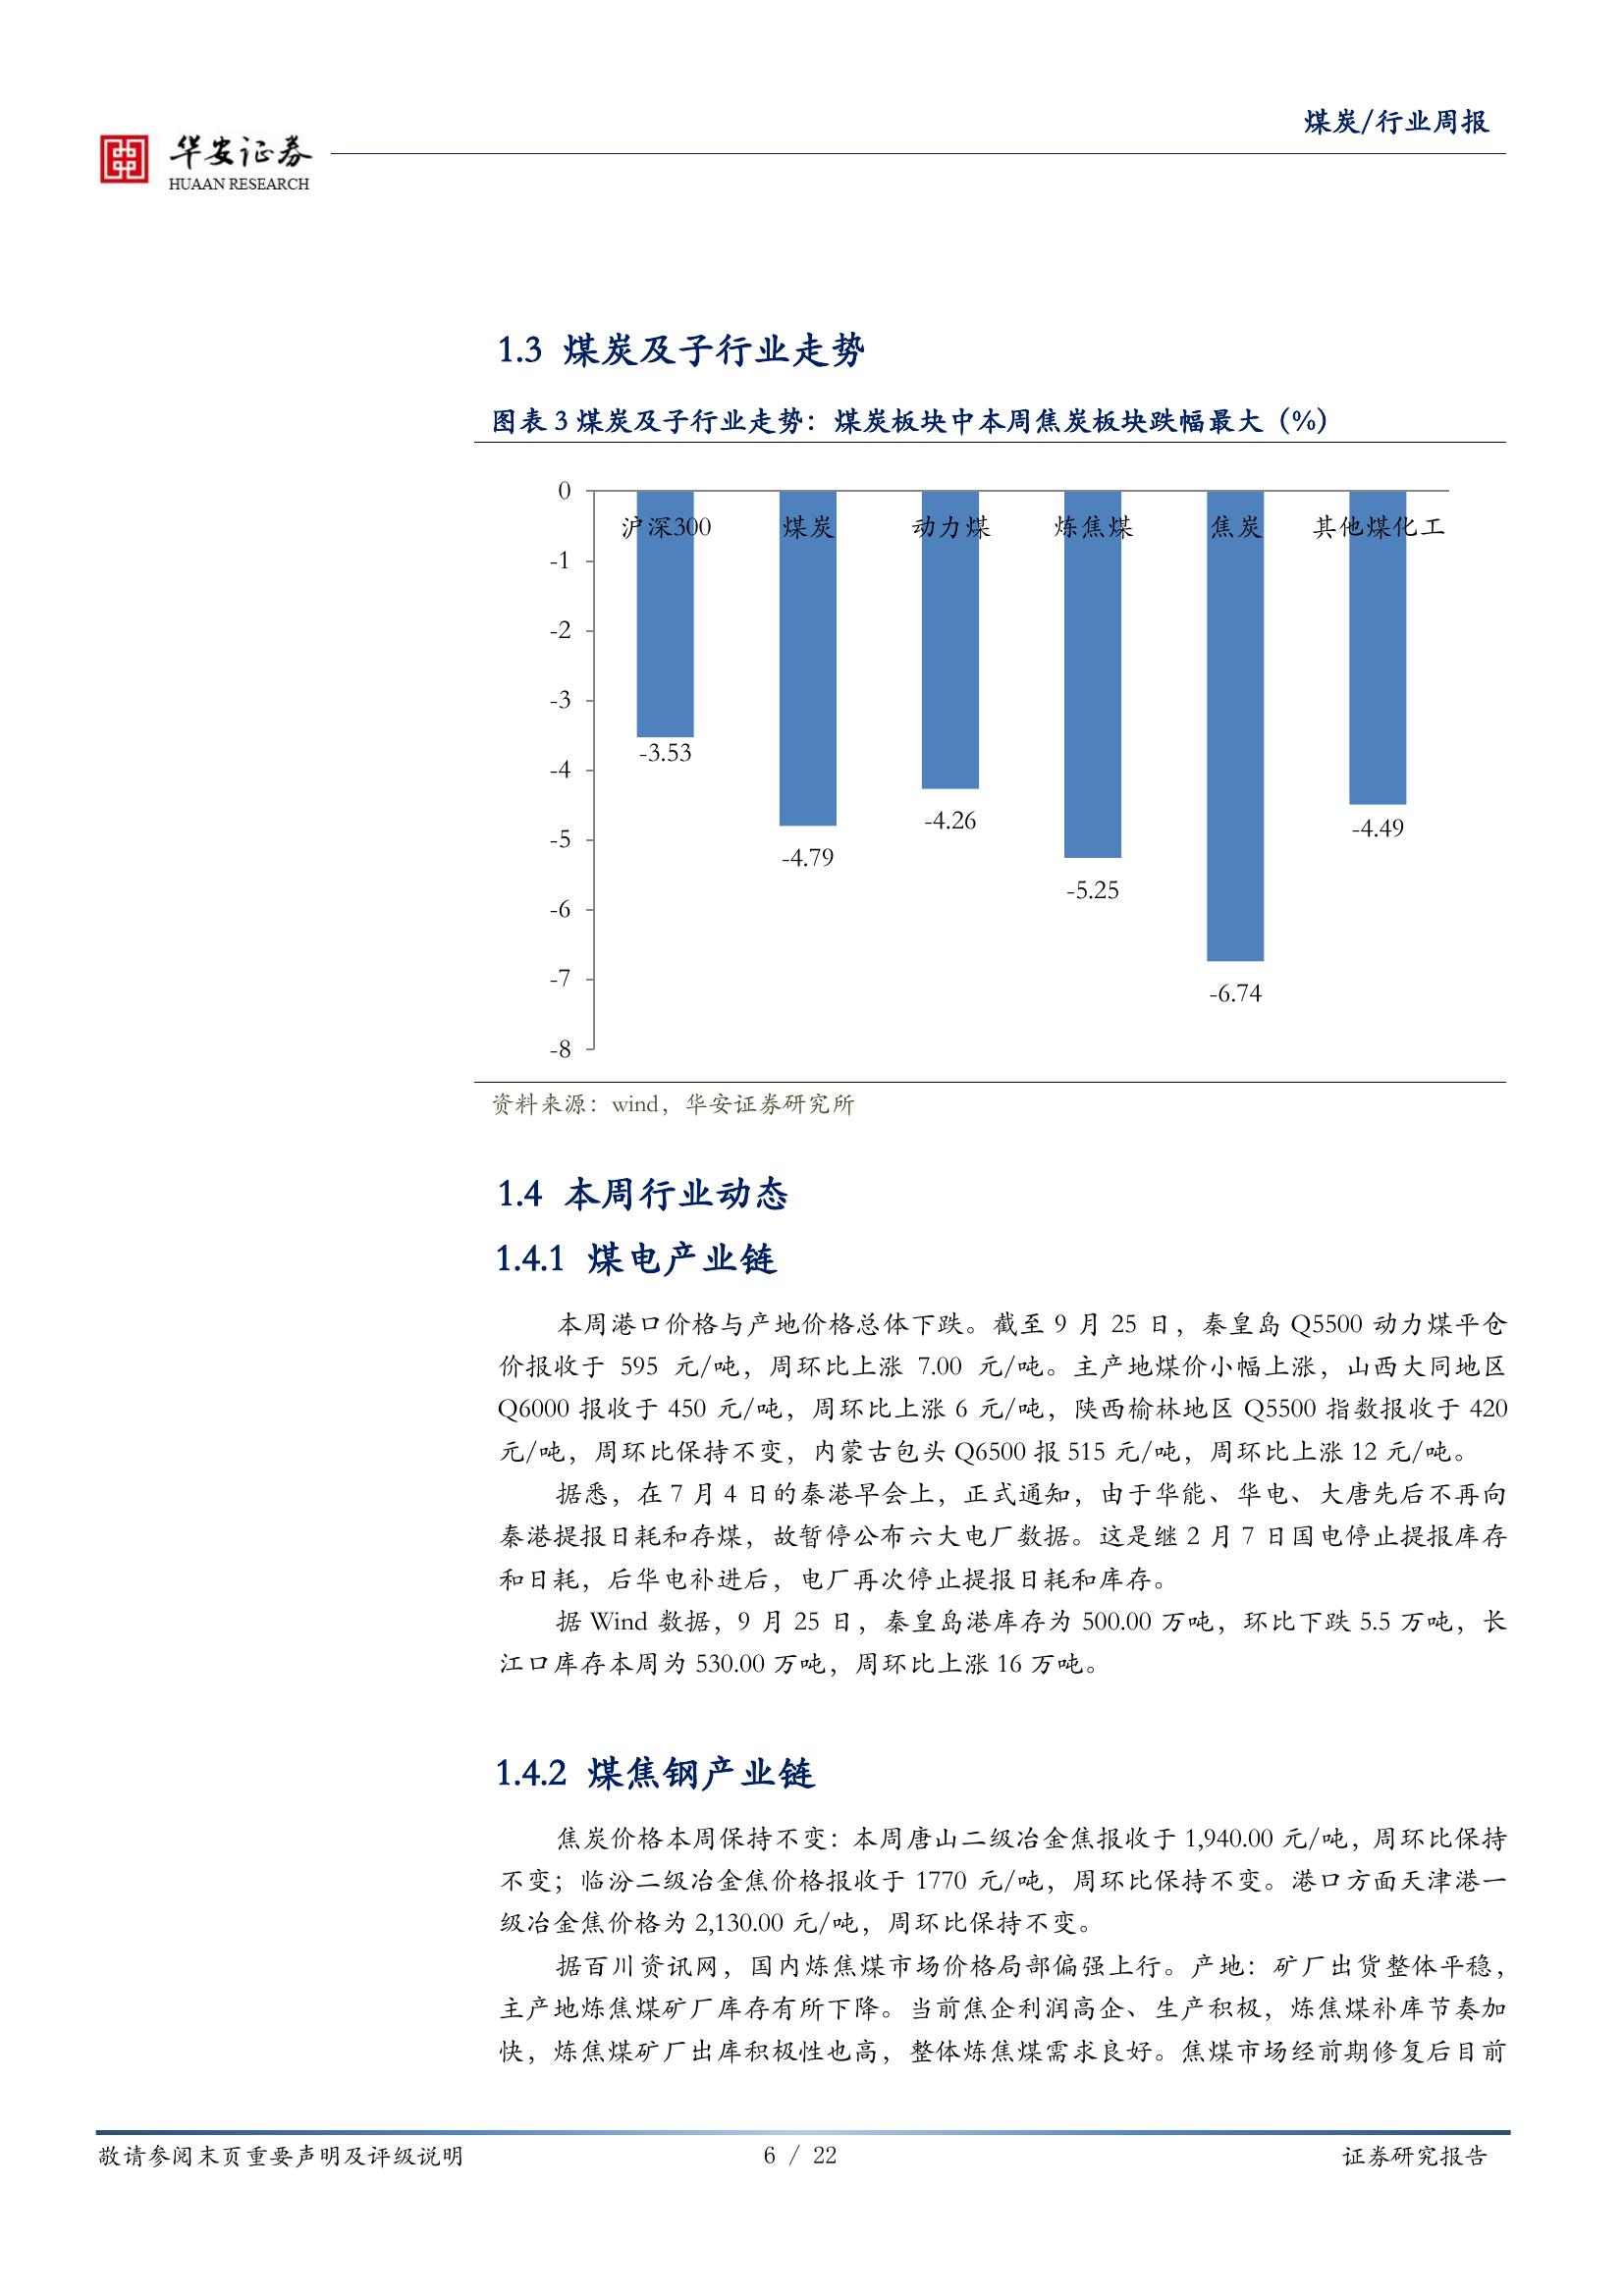 煤炭/行业周报
华安证券
HUAAN RESEARCH
1.3 煤炭及子行业走势
图表 3 煤炭及子行业走势：煤炭板块中本周焦炭板块跌幅最大（%）
0
-1
-2
-3
-4
-5
-6
-7
-8
沪深300 煤炭 动力煤 炼焦煤 焦炭 其他煤化工
-3.53
-4.79
-4.26
-5.25
-6.74
-4.49
资料来源：wind，华安证券研究所
1.4 本周行业动态
1.4.1 煤电产业链
本周港口价格与产地价格总体下跌。截至 9 月 25 日，秦皇岛 Q5500 动力煤平仓
价报收于 595 元/吨，周环比上涨 7.00 元/吨。主产地煤价小幅上涨，山西大同地区
Q6000 报收于 450 元/吨，周环比上涨 6 元/吨，陕西榆林地区 Q5500 指数报收于 420
元/吨，周环比保持不变，内蒙古包头 Q6500 报 515 元/吨，周环比上涨 12 元/吨。
据悉，在 7 月 4 日的秦港早会上，正式通知，由于华能、华电、大唐先后不再向
秦港提报日耗和存煤，故暂停公布六大电厂数据。这是继 2 月 7 日国电停止提报库存
和日耗，后华电补进后，电厂再次停止提报日耗和库存。
据 Wind 数据，9 月 25 日，秦皇岛港库存为 500.00 万吨，环比下跌 5.5 万吨，长
江口库存本周为 530.00 万吨，周环比上涨 16 万吨。
1.4.2 煤焦钢产业链
焦炭价格本周保持不变：本周唐山二级冶金焦报收于 1,940.00 元/吨，周环比保持
不变；临汾二级冶金焦价格报收于 1770 元/吨，周环比保持不变。港口方面天津港一
级冶金焦价格为 2,130.00 元/吨，周环比保持不变。
据百川资讯网，国内炼焦煤市场价格局部偏强上行。产地：矿厂出货整体平稳，
主产地炼焦煤矿厂库存有所下降。当前焦企利润高企、生产积极，炼焦煤补库节奏加
快，炼焦煤矿厂出库积极性也高，整体炼焦煤需求良好。焦煤市场经前期修复后目前
敬请参阅末页重要声明及评级说明
6 / 22
证券研究报告